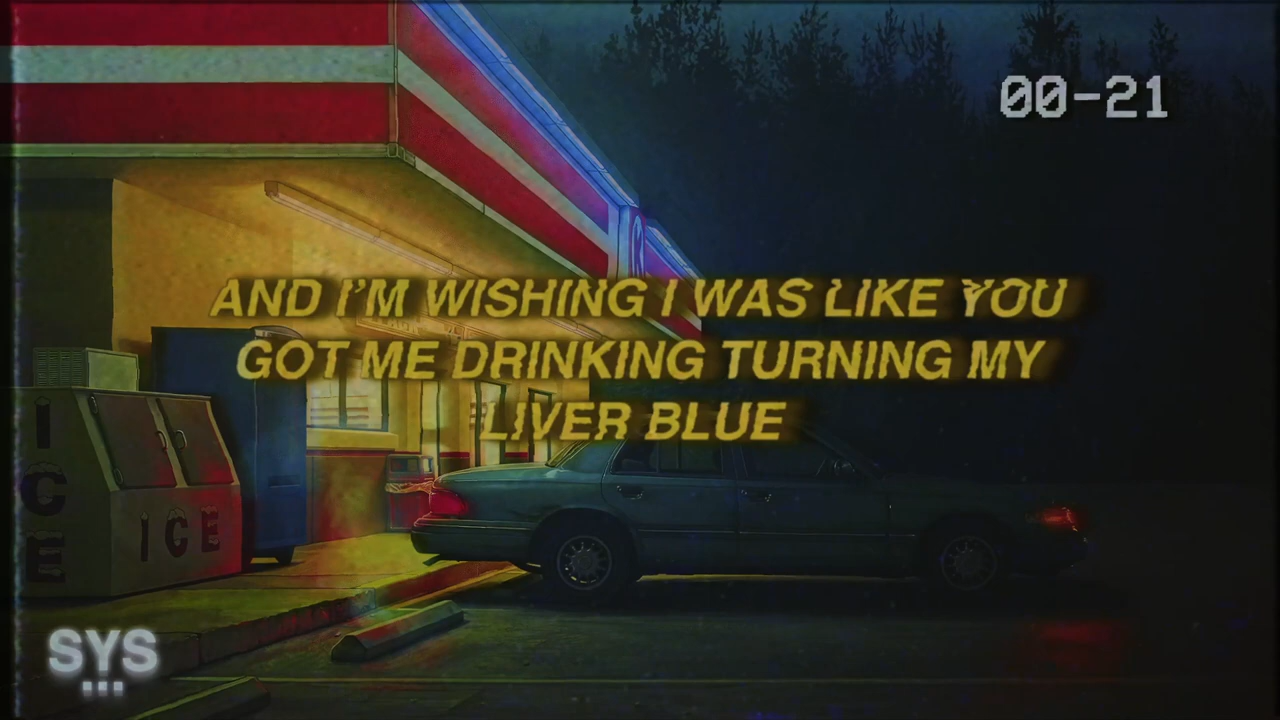 00-21
AND I'M WISHING I WAS LIKE YOU
GOT ME DRINKING TURNING MY
LIVER BLUE
ICE
ICE
SYS